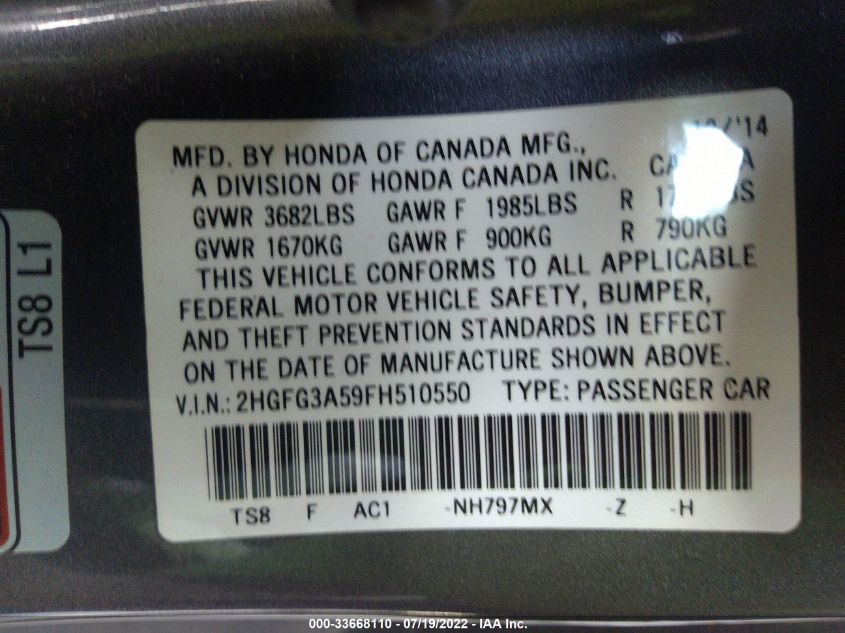 MFD. BY HONDA OF CANADA MFG., /'14
A DIVISION OF HONDA CANADA INC.
GVWR 3682LBS GAWR F 1985LBS R
GVWR 1670KG GAWR F 900KG R 790KG
THIS VEHICLE CONFORMS TO ALL APPLICABLE
FEDERAL MOTOR VEHICLE SAFETY, BUMPER,
AND THEFT PREVENTION STANDARDS IN EFFECT
ON THE DATE OF MANUFACTURE SHOWN ABOVE.
V.I.N.: 2HGFG3A59FH510550 TYPE: PASSENGER CAR
TS8 F AC1 -NH797MX -Z -H
TS8 L1
000-33668110 - 07/19/2022 - IAA Inc.